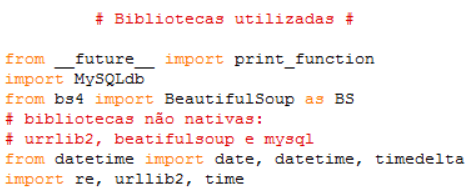 # Bibliotecas utilizadas #
from __future__ import print_function
import MySQLdb
from bs4 import BeautifulSoup as BS
# bibliotecas não nativas:
# urrlib2, beatifulsoup e mysql
from datetime import date, datetime, timedelta
import re, urllib2, time